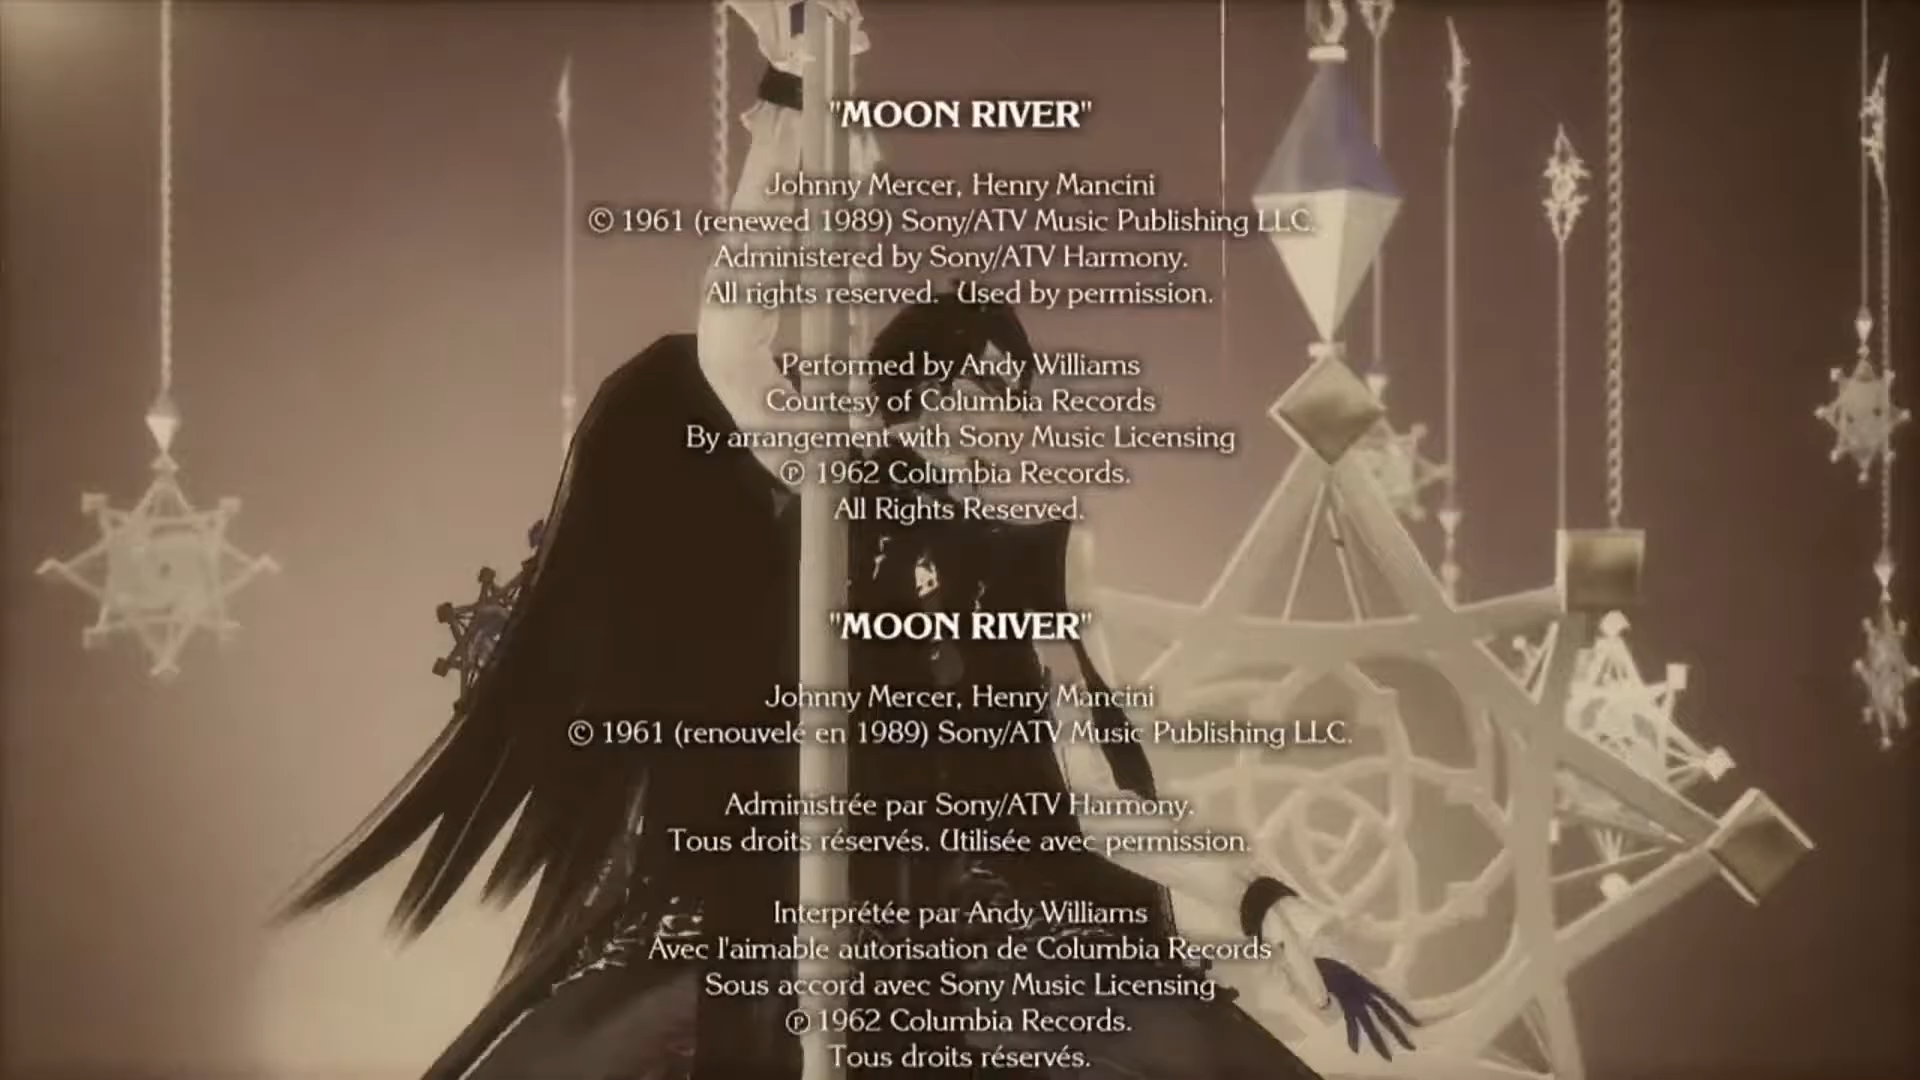 "MOON RIVER"
Johnny Mercer, Henry Mancini
© 1961 (renewed 1989) Sony/ATV Music Publishing LLC.
Administered by Sony/ATV Harmony.
All rights reserved.  Used by permission.
Performed by Andy Williams
Courtesy of Columbia Records
By arrangement with Sony Music Licensing
℗ 1962 Columbia Records.
All Rights Reserved.
"MOON RIVER"
Johnny Mercer, Henry Mancini
© 1961 (renouvelé en 1989) Sony/ATV Music Publishing LLC.
Administrée par Sony/ATV Harmony.
Tous droits réservés. Utilisée avec permission.
Interprétée par Andy Williams
Avec l'aimable autorisation de Columbia Records
Sous accord avec Sony Music Licensing
℗ 1962 Columbia Records.
Tous droits réservés.